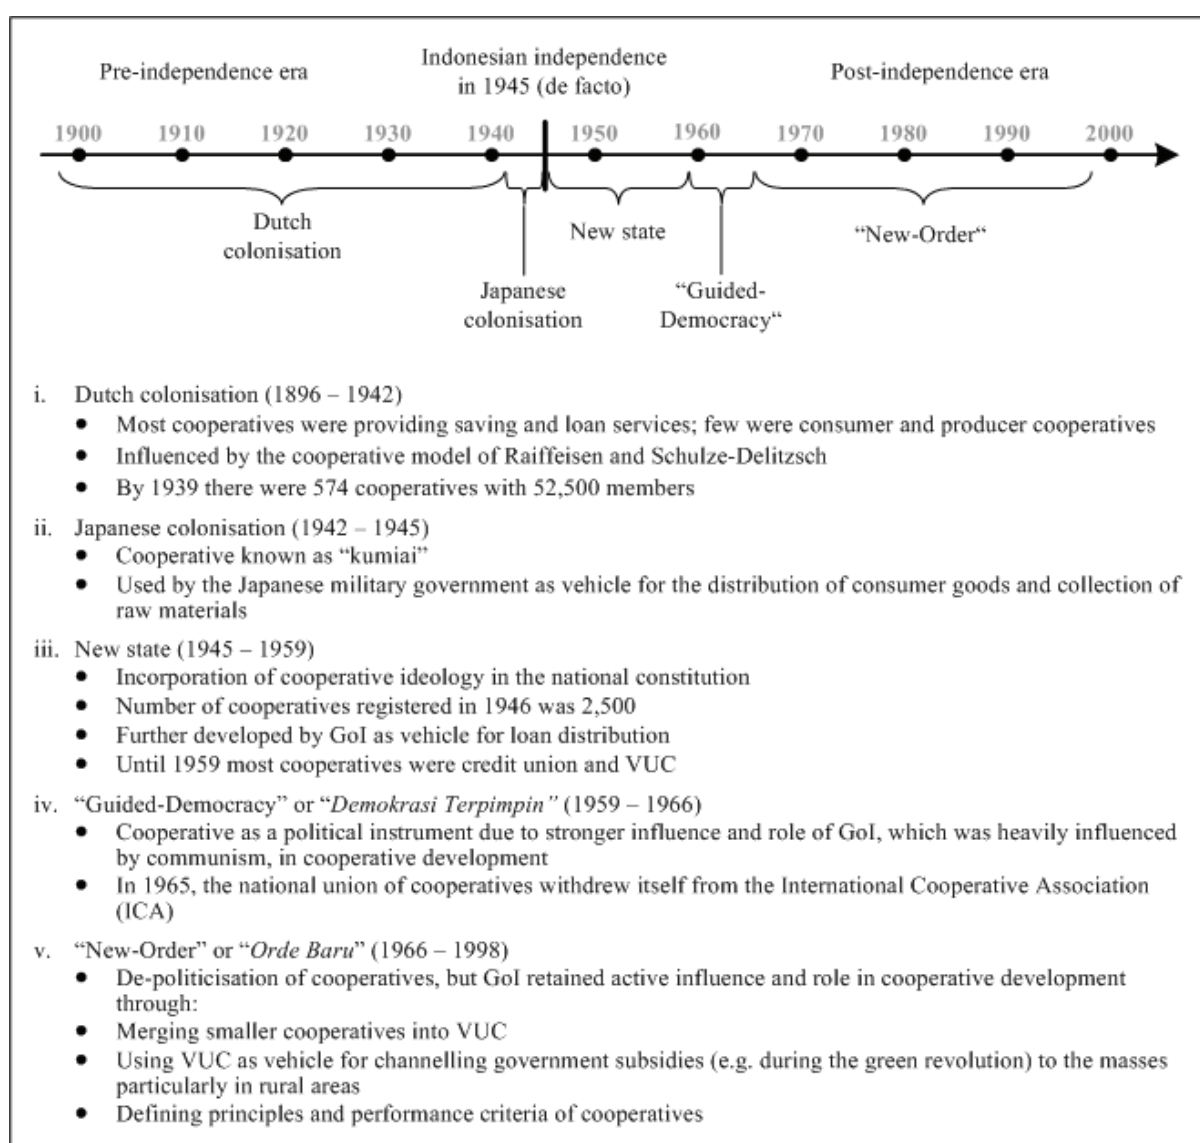 Pre-independence era
Indonesian independence
in 1945 (de facto)
Post-independence era
1900 1910 1920 1930 1940 1950 1960 1970 1980 1990 2000
Dutch
colonisation
New state
“New-Order“
Japanese
colonisation
“Guided-
Democracy“
i. Dutch colonisation (1896 – 1942)
● Most cooperatives were providing saving and loan services; few were consumer and producer cooperatives
● Influenced by the cooperative model of Raiffeisen and Schulze-Delitzsch
● By 1939 there were 574 cooperatives with 52,500 members
ii. Japanese colonisation (1942 – 1945)
● Cooperative known as “kumiai”
● Used by the Japanese military government as vehicle for the distribution of consumer goods and collection of
raw materials
iii. New state (1945 – 1959)
● Incorporation of cooperative ideology in the national constitution
● Number of cooperatives registered in 1946 was 2,500
● Further developed by GoI as vehicle for loan distribution
● Until 1959 most cooperatives were credit union and VUC
iv. “Guided-Democracy” or “Demokrasi Terpimpin” (1959 – 1966)
● Cooperative as a political instrument due to stronger influence and role of GoI, which was heavily influenced
by communism, in cooperative development
● In 1965, the national union of cooperatives withdrew itself from the International Cooperative Association
(ICA)
v. “New-Order” or “Orde Baru” (1966 – 1998)
● De-politicisation of cooperatives, but GoI retained active influence and role in cooperative development
through:
● Merging smaller cooperatives into VUC
● Using VUC as vehicle for channelling government subsidies (e.g. during the green revolution) to the masses
particularly in rural areas
● Defining principles and performance criteria of cooperatives